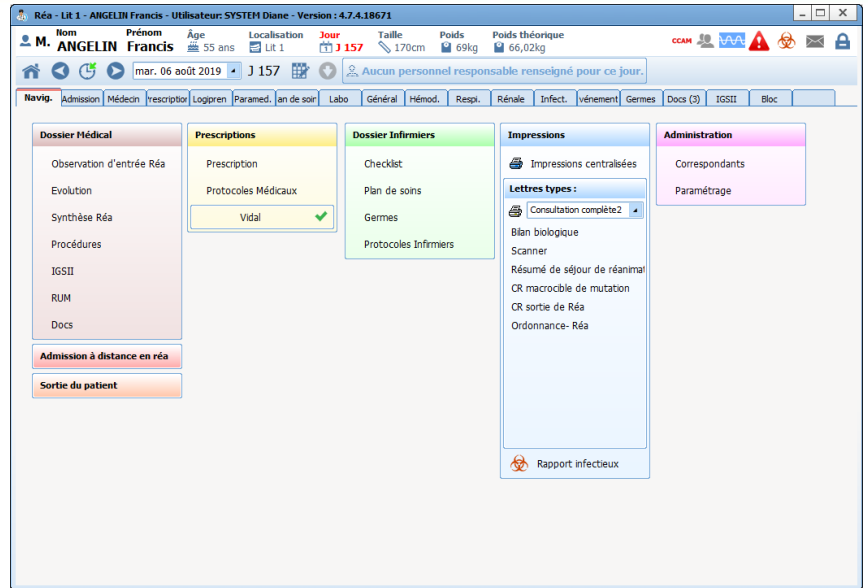 Réa - Lit 1 - ANGELIN Francis - Utilisateur: SYSTEM Diane - Version : 4.7.4.18671
Nom Prénom Âge Localisation Jour Taille Poids Poids théorique
M. ANGELIN Francis 55 ans Lit 1 J 157 170cm 69kg 66,02kg CCAM
mar. 06 août 2019 J 157 Aucun personnel responsable renseigné pour ce jour.
Navig. Admission Médecin rescription Logipren Paramed. an de soin Labo Général Hémod. Respi. Rénale Infect. vénement Germes Docs (3) IGSII Bloc
Dossier Médical
Observation d'entrée Réa
Evolution
Synthèse Réa
Procédures
IGSII
RUM
Docs
Admission à distance en réa
Sortie du patient
Prescriptions
Prescription
Protocoles Médicaux
Vidal
Dossier Infirmiers
Checklist
Plan de soins
Germes
Protocoles Infirmiers
Impressions
Impressions centralisées
Lettres types :
Consultation complète2
Bilan biologique
Scanner
Résumé de séjour de réanimat
CR macrocible de mutation
CR sortie de Réa
Ordonnance- Réa
Rapport infectieux
Administration
Correspondants
Paramétrage